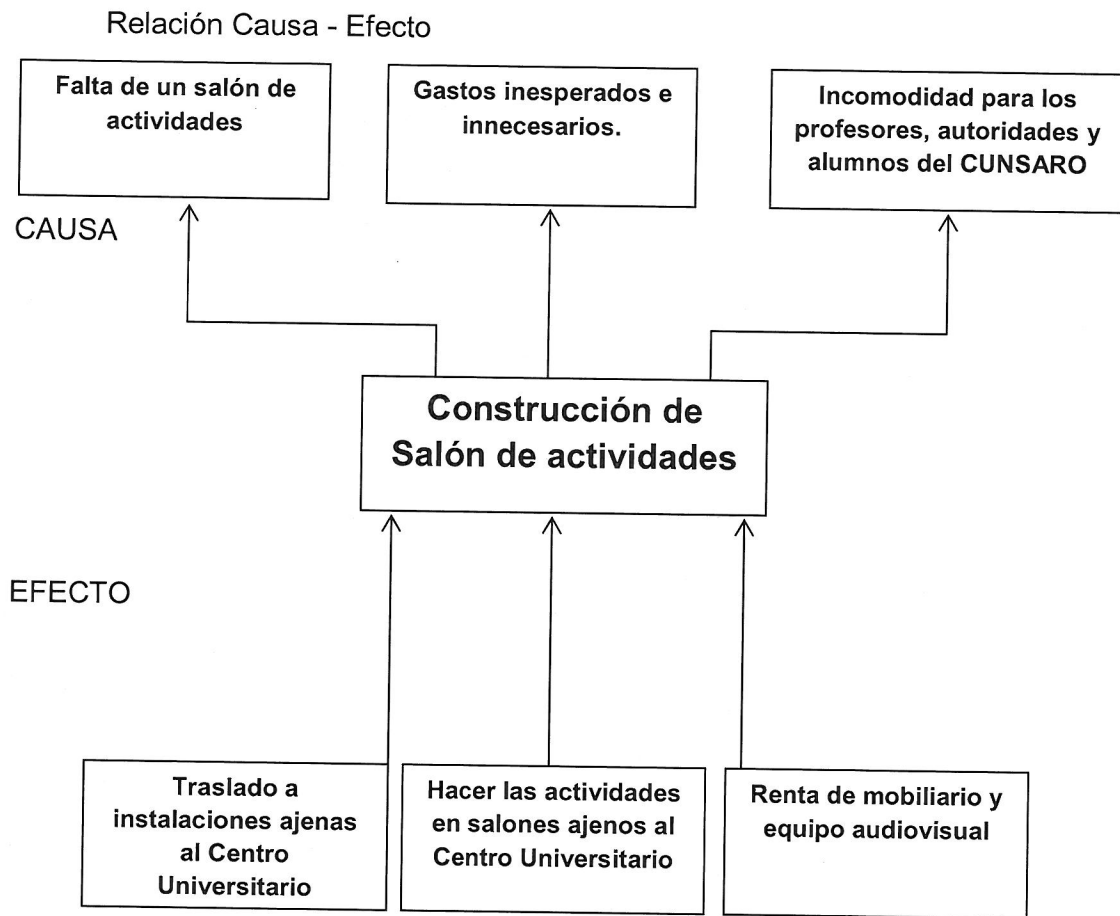 Relación Causa - Efecto
Falta de un salón de
actividades
Gastos inesperados e
innecesarios.
Incomodidad para los
profesores, autoridades y
alumnos del CUNSARO
CAUSA
Construcción de
Salón de actividades
EFECTO
Traslado a
instalaciones ajenas
al Centro
Universitario
Hacer las actividades
en salones ajenos al
Centro Universitario
Renta de mobiliario y
equipo audiovisual